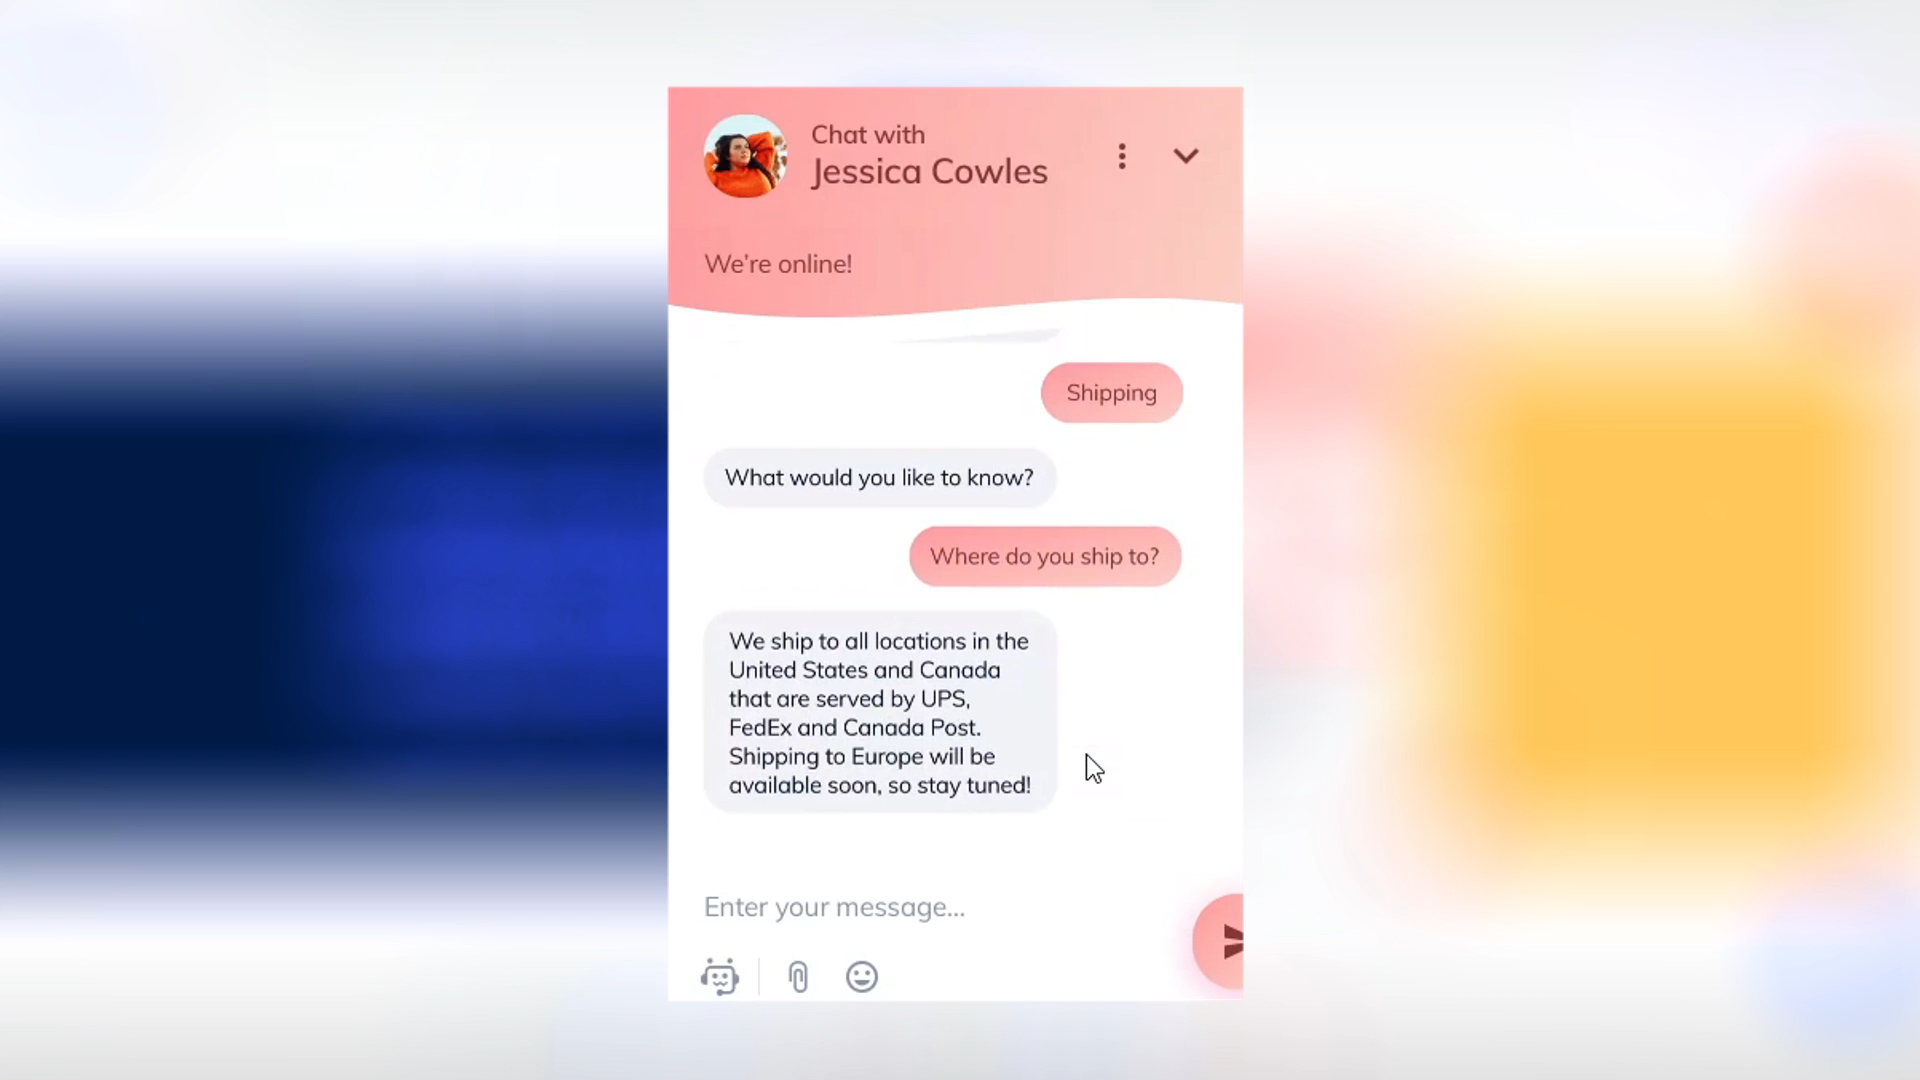 Chat with
Jessica Cowles
We're online!
Shipping
What would you like to know?
Where do you ship to?
We ship to all locations in the
United States and Canada
that are served by UPS,
FedEx and Canada Post.
Shipping to Europe will be
available soon, so stay tuned!
Enter your message...